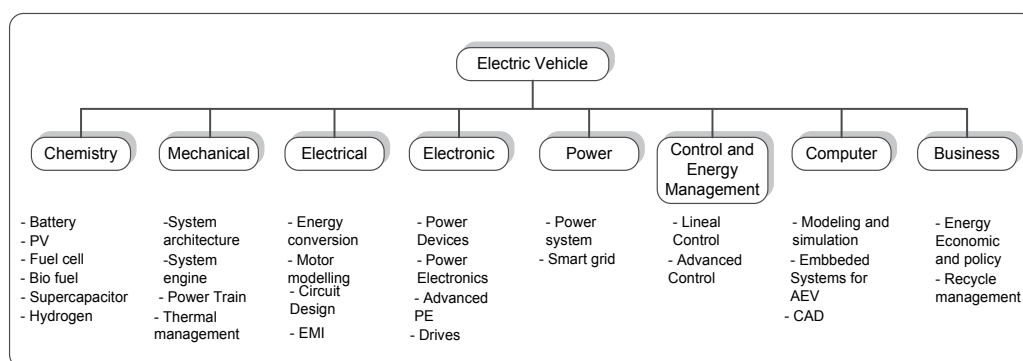 Electric Vehicle
Chemistry
Mechanical
Electrical
Electronic
Power
Control and
Energy
Management
Computer
Business
- Battery
- PV
- Fuel cell
- Bio fuel
- Supercapacitor
- Hydrogen
-System
architecture
-System
engine
- Power Train
- Thermal
management
- Energy
conversion
- Motor
modelling
- Circuit
Design
- EMI
- Power
Devices
- Power
Electronics
- Advanced
PE
- Drives
- Power
system
- Smart grid
- Lineal
Control
- Advanced
Control
- Modeling and
simulation
- Embbeded
Systems for
AEV
- CAD
- Energy
Economic
and policy
- Recycle
management